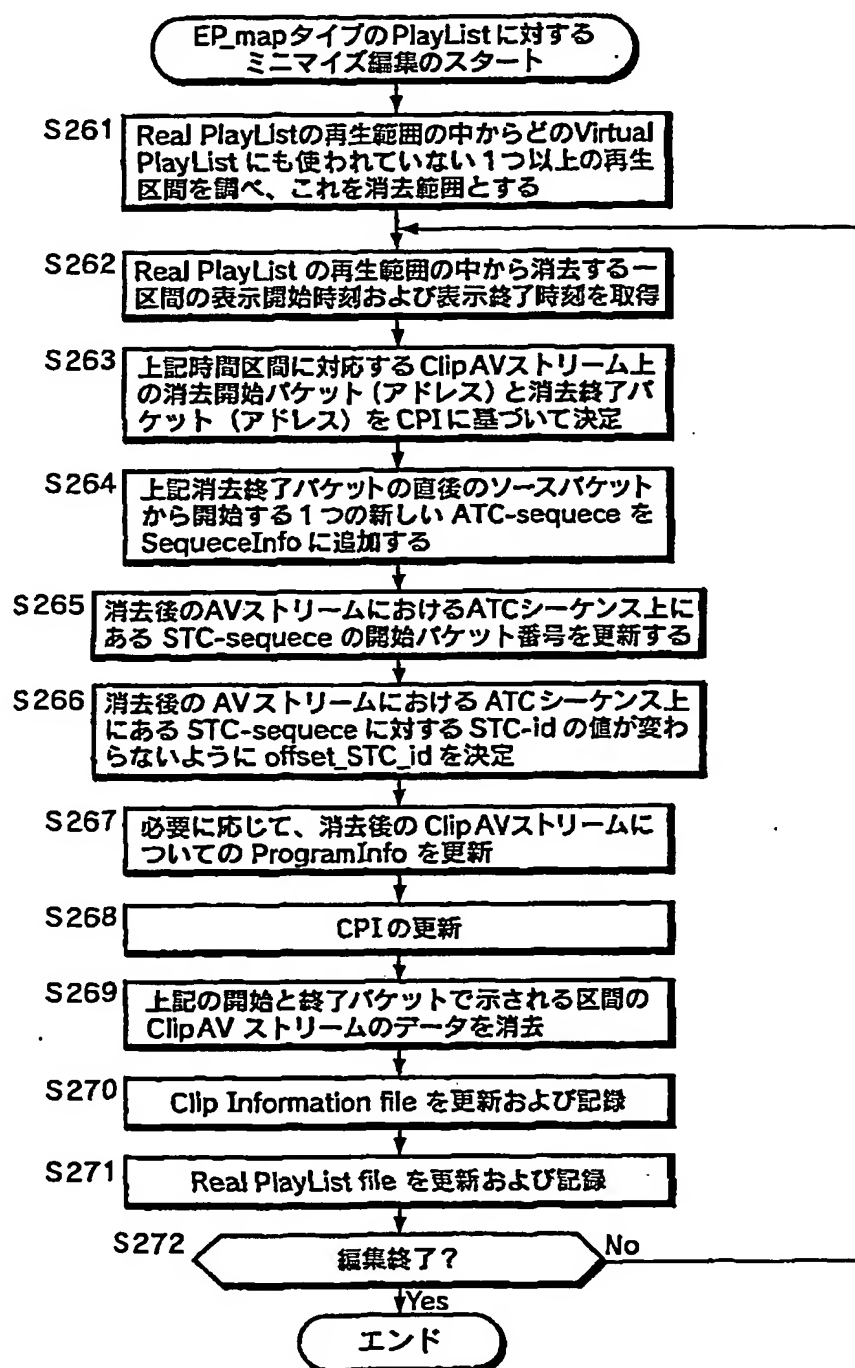 EP_mapタイプのPlayListに対する
ミニマイズ編集のスタート
S261
Real PlayListの再生範囲の中からどのVirtual
PlayList にも使われていない1つ以上の再生
区間を調べ、これを消去範囲とする
S262
Real PlayList の再生範囲の中から消去する一
区間の表示開始時刻および表示終了時刻を取得
S263
上記時間区間に対応するClipAVストリーム上
の消去開始パケット(アドレス)と消去終了パ
ケット (アドレス) をCPIに基づいて決定
S264
上記消去終了パケットの直後のソースパケット
から開始する1つの新しい ATC-sequece を
SequeceInfo に追加する
S265
消去後のAVストリームにおけるATCシーケンス上に
ある STC-sequece の開始パケット番号を更新する
S266
消去後の AVストリームにおける ATCシーケンス上
にある STC-sequece に対する STC-id の値が変わ
らないように offset_STC_id を決定
S267
必要に応じて、消去後の ClipAVストリームに
ついての ProgramInfo を更新
S268
CPIの更新
S269
上記の開始と終了パケットで示される区間の
ClipAV ストリームのデータを消去
S270
Clip Information file を更新および記録
S271
Real PlayList file を更新および記録
S272
編集終了?
No
Yes
エンド